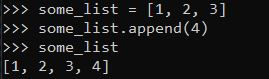 >>> some_list = [1, 2, 3]
>>> some_list.append(4)
>>> some_list
[1, 2, 3, 4]